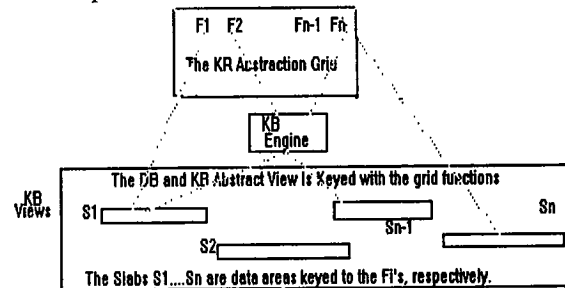 F1 F2 Fn-1 Fn
The KR Abstraction Grid
KB
Engine
The DB and KR Abstract View Is Keyed with the grid functions
KB
Views
S1
Sn
Sn-1
S2
The Slabs S1....Sn are data areas keyed to the Fi's, respectively.